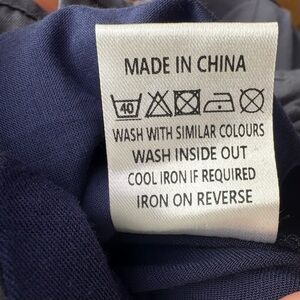 MADE IN CHINA
40
WASH WITH SIMILAR COLOURS
WASH INSIDE OUT
COOL IRON IF REQUIRED
IRON ON REVERSE